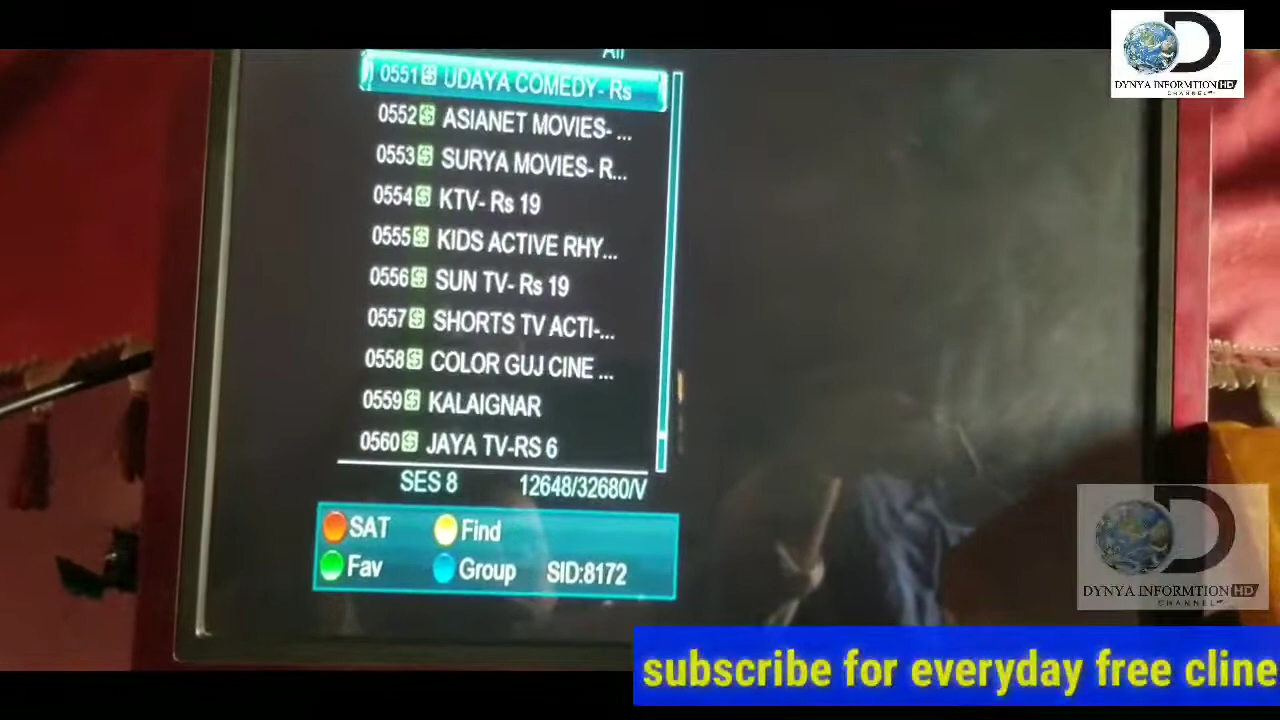 D
DYNYA INFORMTION HD
CHANNEL
All
0551 $ UDAYA COMEDY- Rs
0552 $ ASIANET MOVIES- ...
0553 $ SURYA MOVIES- R...
0554 $ KTV- Rs 19
0555 $ KIDS ACTIVE RHY...
0556 $ SUN TV- Rs 19
0557 $ SHORTS TV ACTI-...
0558 $ COLOR GUJ CINE ...
0559 $ KALAIGNAR
0560 $ JAYA TV-RS 6
SES 8 12648/32680/V
SAT Find
Fav Group SID:8172
D
DYNYA INFORMTION HD
CHANNEL
subscribe for everyday free cline